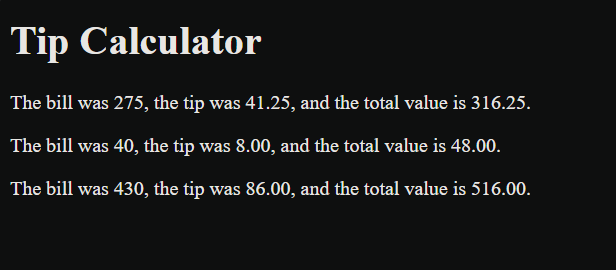 Tip Calculator
The bill was 275, the tip was 41.25, and the total value is 316.25.
The bill was 40, the tip was 8.00, and the total value is 48.00.
The bill was 430, the tip was 86.00, and the total value is 516.00.